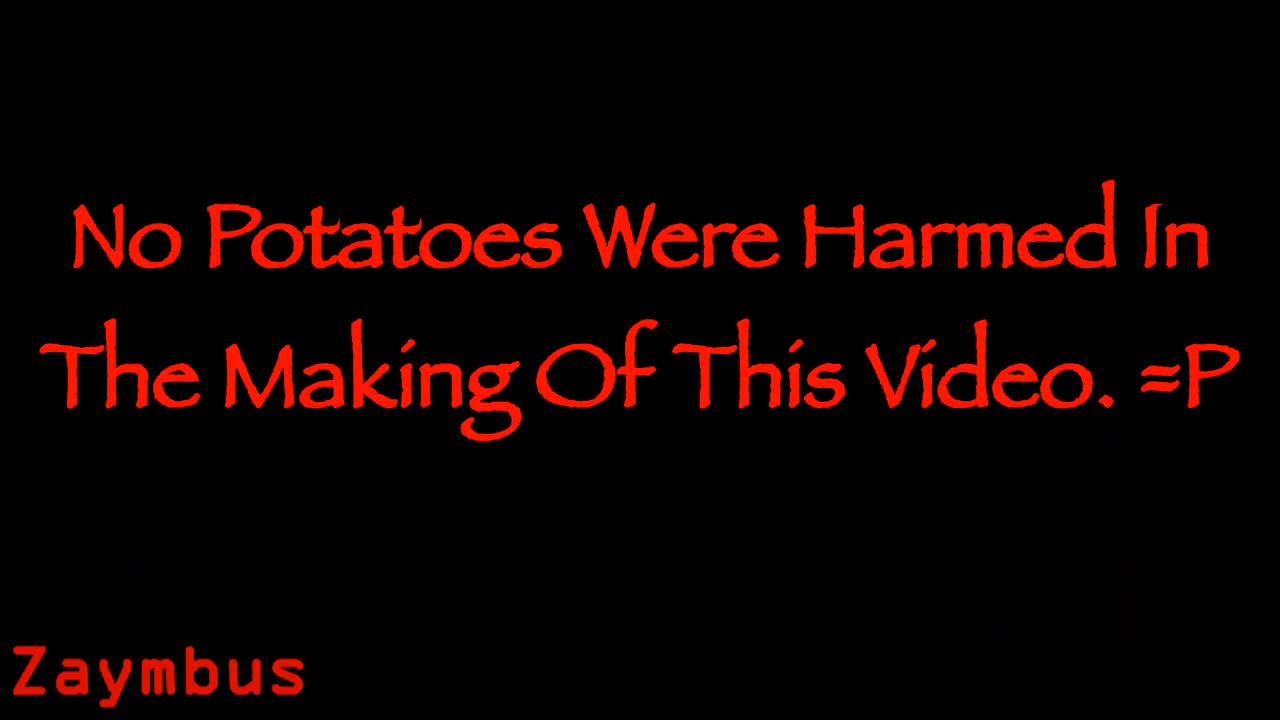 No Potatoes Were Harmed In
The Making Of This Video. =P
Zaymbus